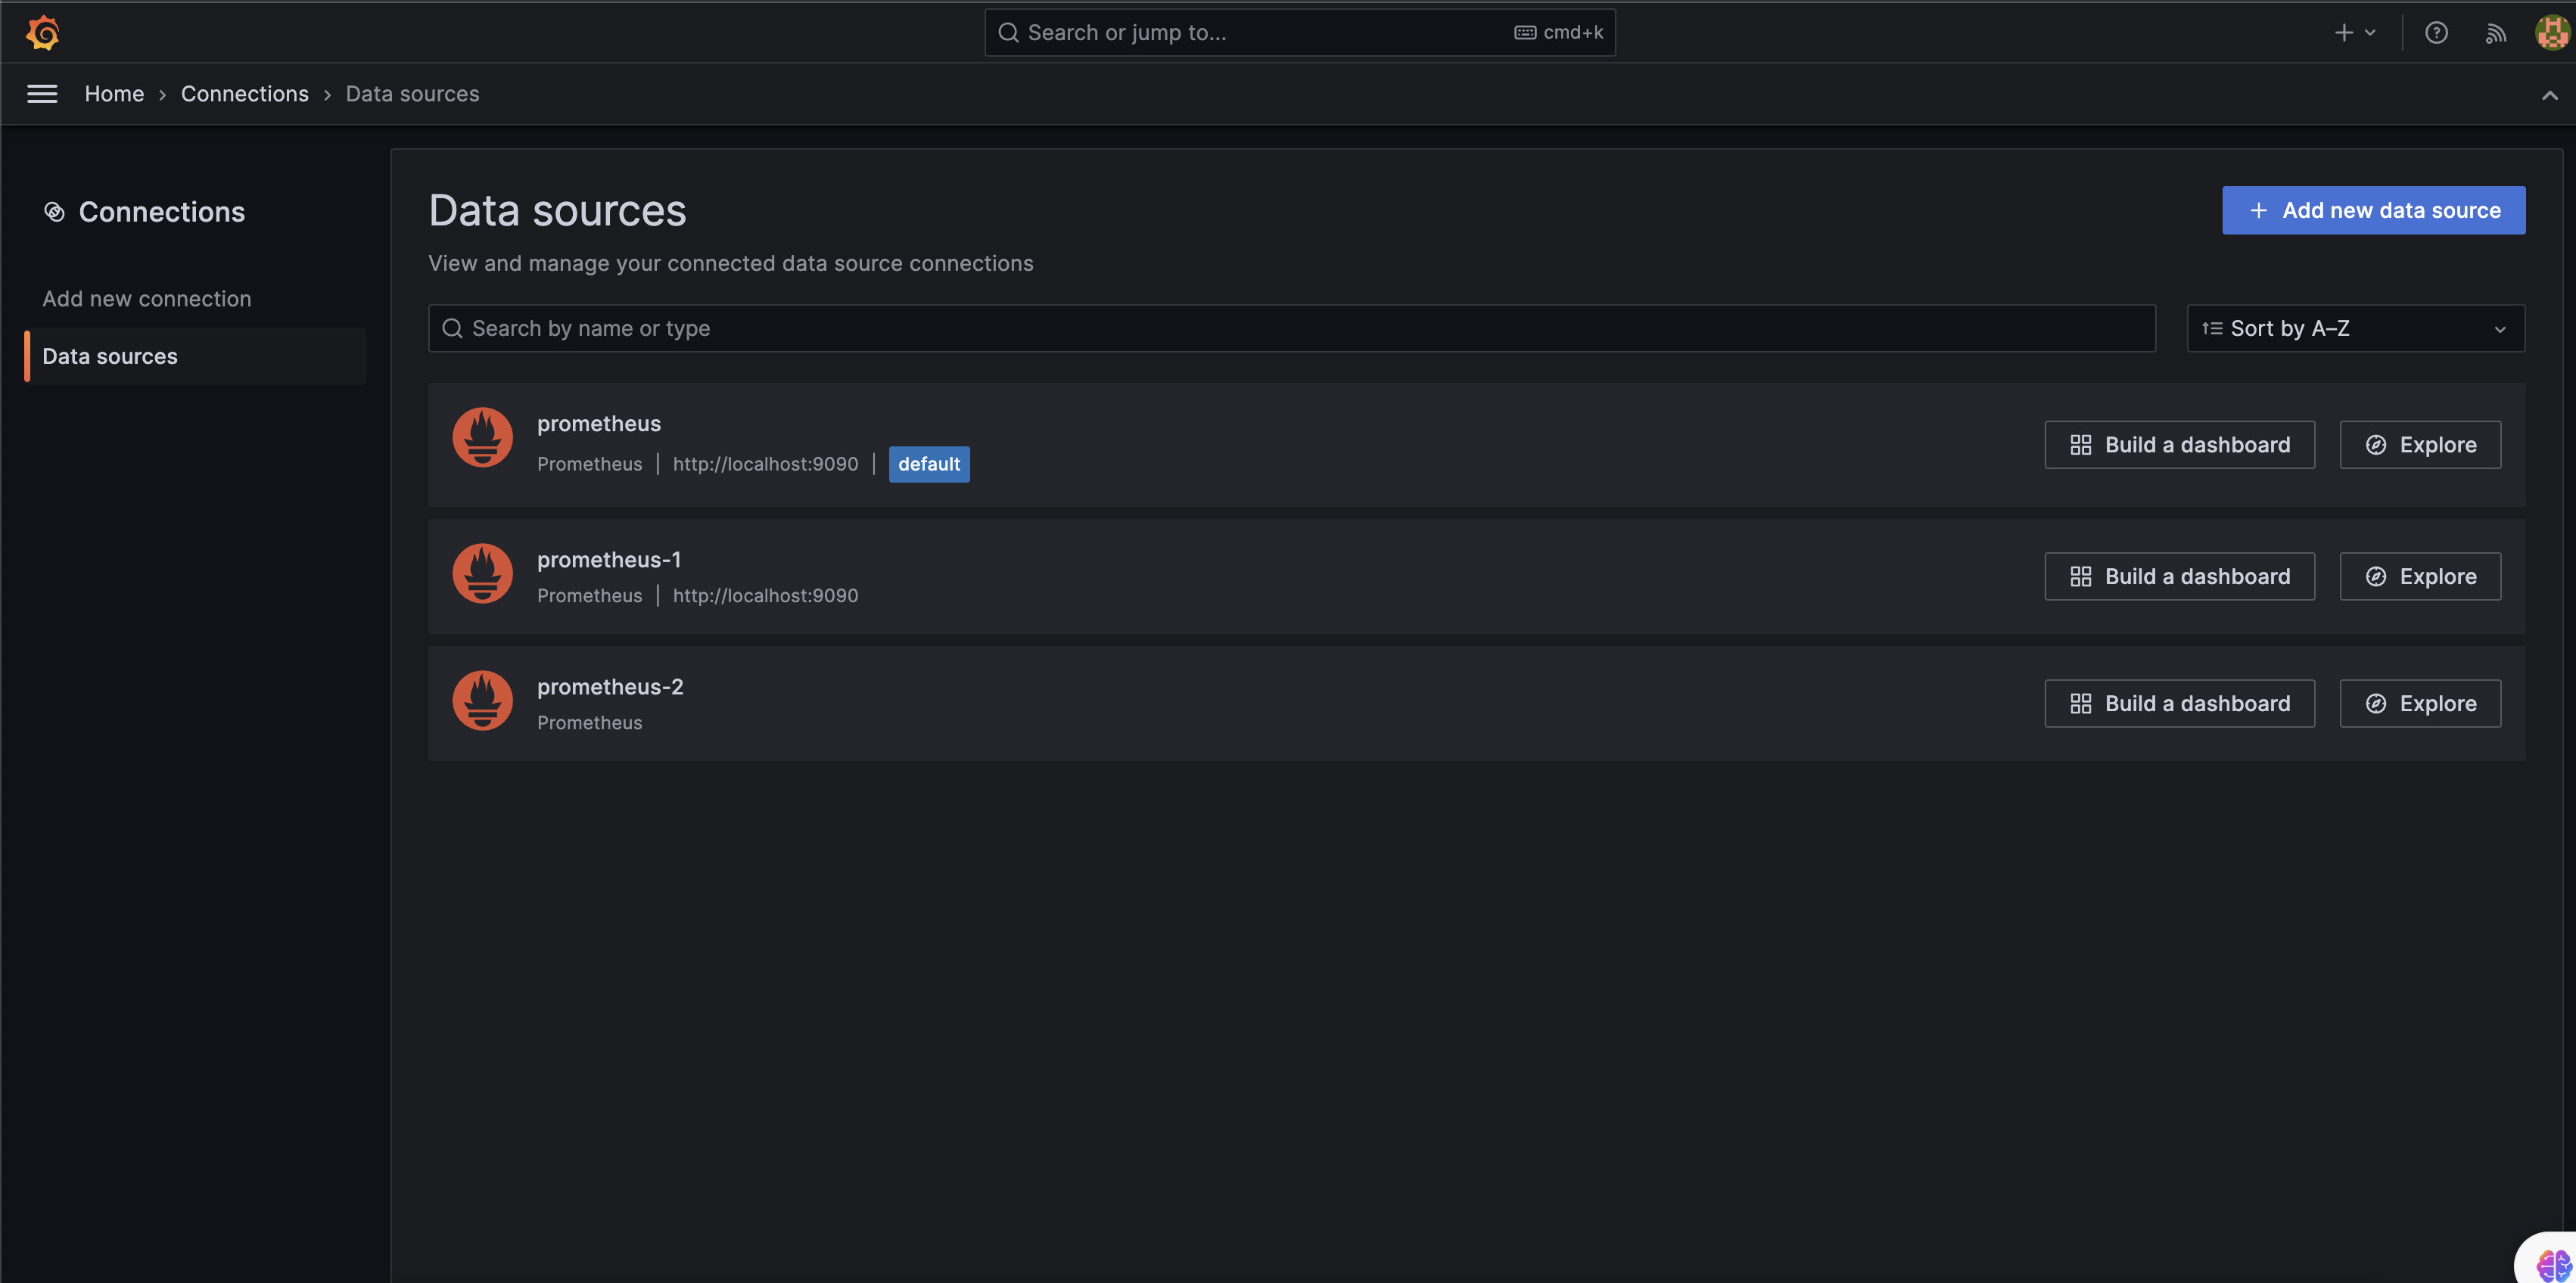 Search or jump to...
cmd+k
Home
Connections
Data sources
Connections
Add new connection
Data sources
Data sources
Add new data source
View and manage your connected data source connections
Search by name or type
Sort by A–Z
prometheus
Prometheus | http://localhost:9090 | default
Build a dashboard
Explore
prometheus-1
Prometheus | http://localhost:9090
Build a dashboard
Explore
prometheus-2
Prometheus
Build a dashboard
Explore